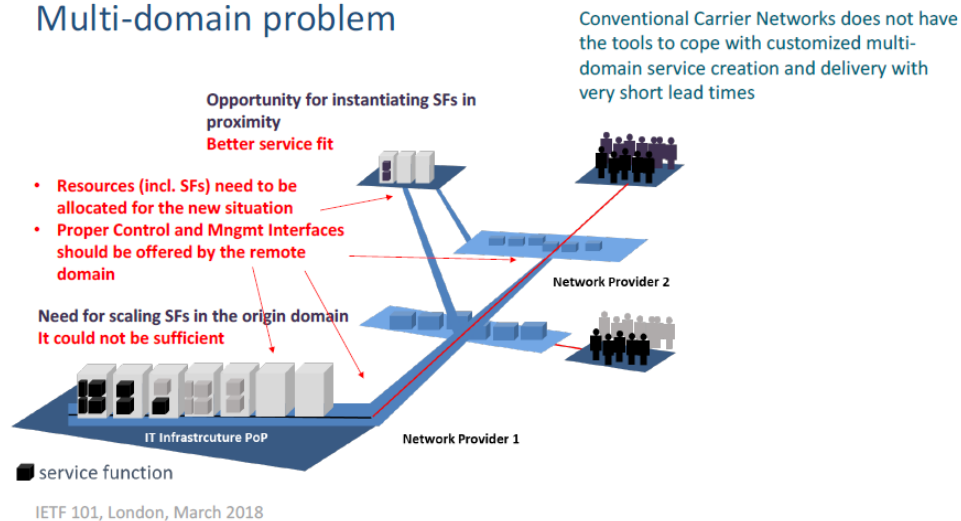 Multi-domain problem
Conventional Carrier Networks does not have
the tools to cope with customized multi-
domain service creation and delivery with
very short lead times
Opportunity for instantiating SFs in
proximity
Better service fit
• Resources (incl. SFs) need to be
allocated for the new situation
• Proper Control and Mngmt Interfaces
should be offered by the remote
domain
Network Provider 2
Need for scaling SFs in the origin domain
It could not be sufficient
IT Infrastrcuture PoP
Network Provider 1
service function
IETF 101, London, March 2018